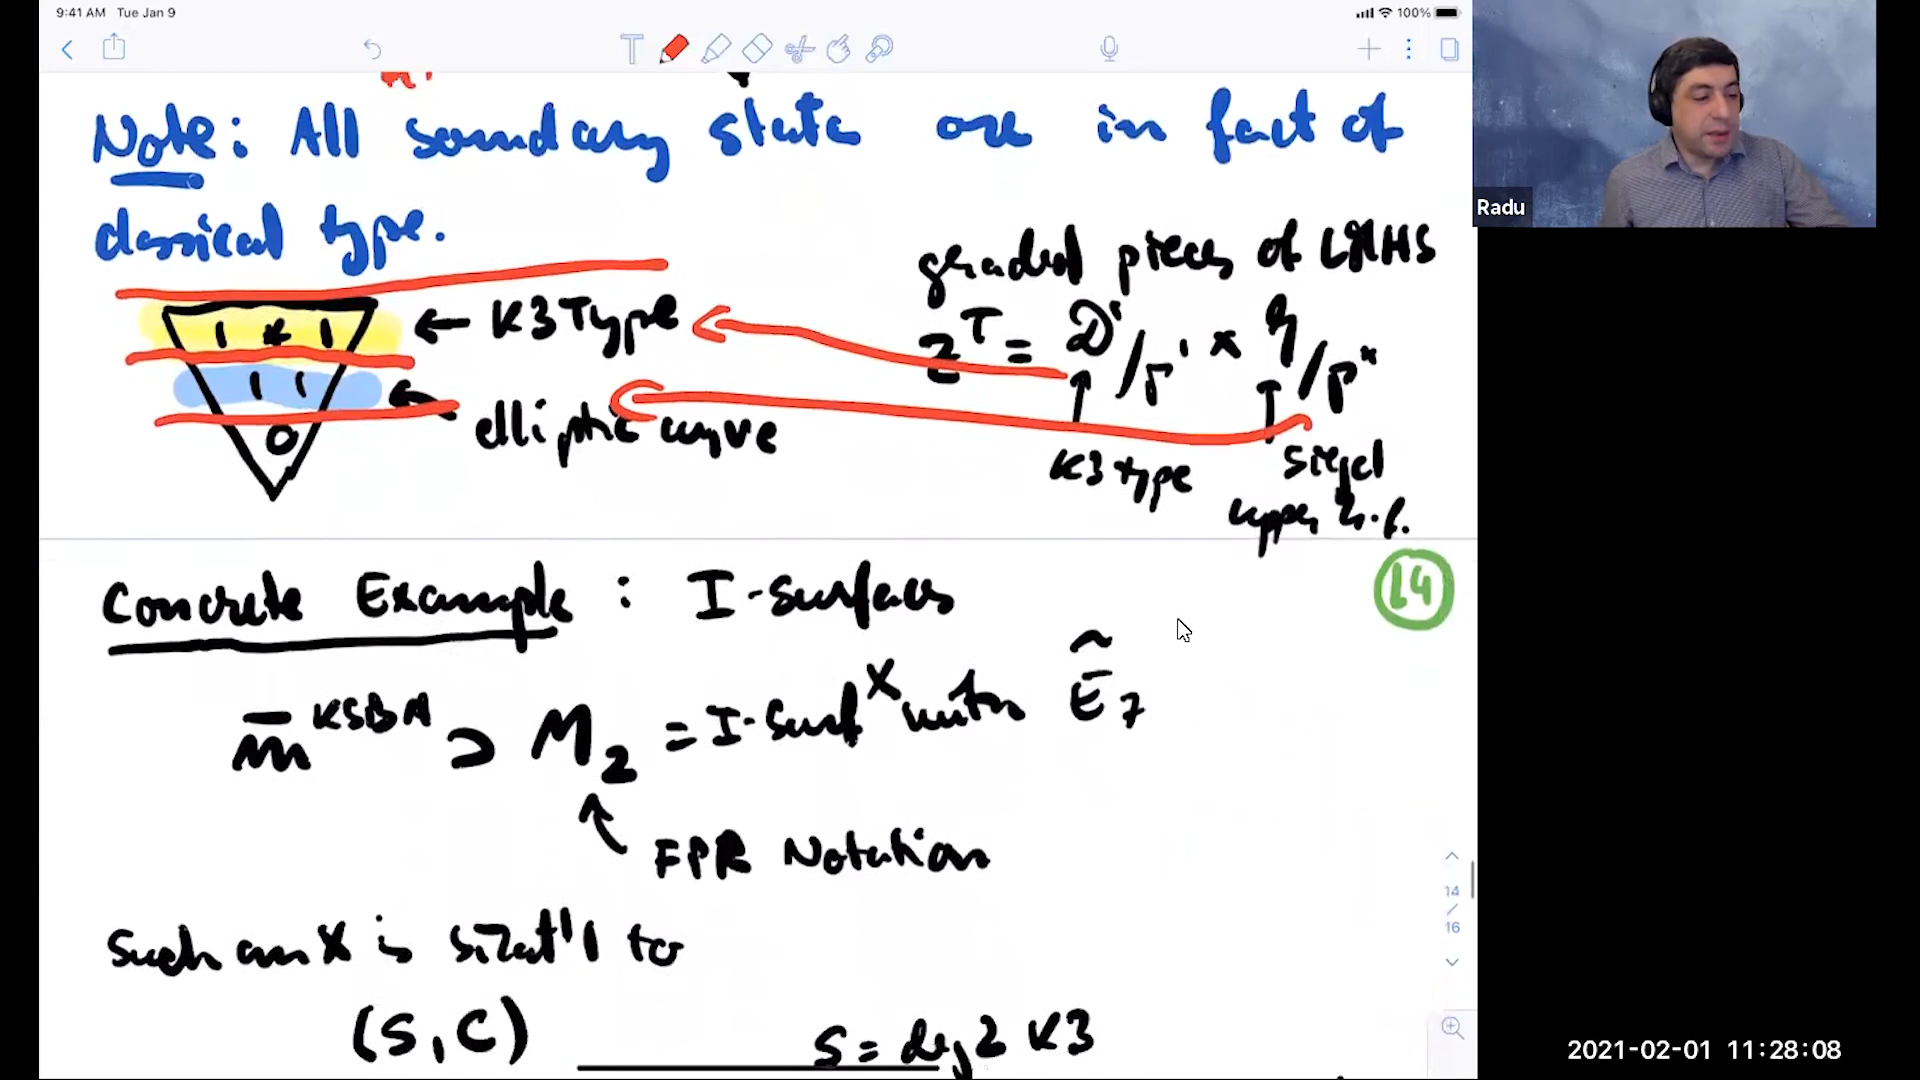 9:41 AM Tue Jan 9
100%
Note: All boundary strata are in fact of
classical type.
graded pieces of LMHS
1 * 1
← K3 Type
Z^T = D'/Γ' × η/Γ"
1 1
elliptic curve
0
K3 type
Siegel
upper h.f.
Concrete Example : I-surfaces
14
M̄^KSBA ⊃ M₂ = I-Surf X with Ẽ₇
FPR Notation
Such an X is birat'l to
(S, C)
S = deg 2 K3
14
/
16
Radu
2021-02-01 11:28:08